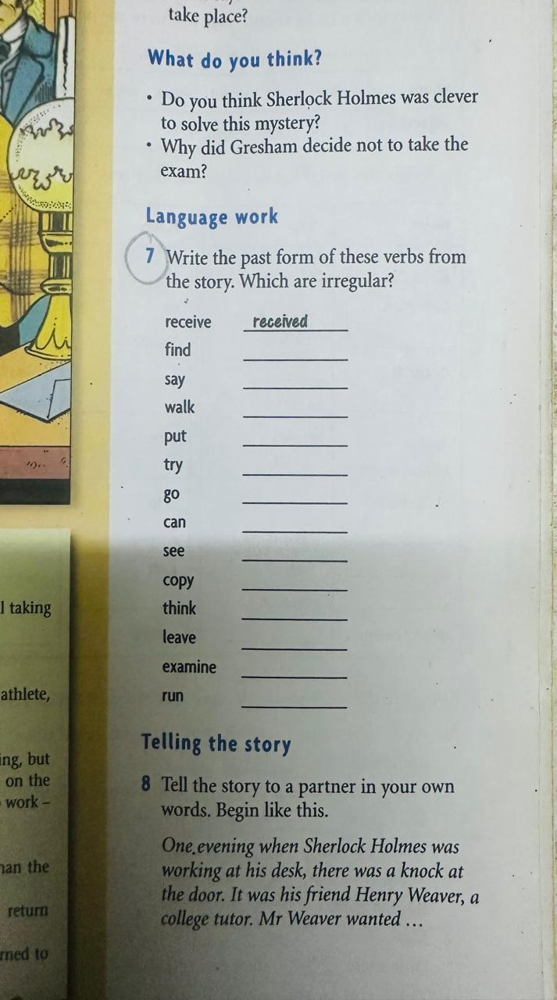 take place?
What do you think?
• Do you think Sherlock Holmes was clever
to solve this mystery?
• Why did Gresham decide not to take the
exam?
Language work
7 Write the past form of these verbs from
the story. Which are irregular?
receive received
find
say
walk
put
try
go
can
see
copy
think
leave
examine
run
Telling the story
8 Tell the story to a partner in your own
words. Begin like this.
One evening when Sherlock Holmes was
working at his desk, there was a knock at
the door. It was his friend Henry Weaver, a
college tutor. Mr Weaver wanted ...
taking
athlete,
ing, but
on the
work –
the
return
to